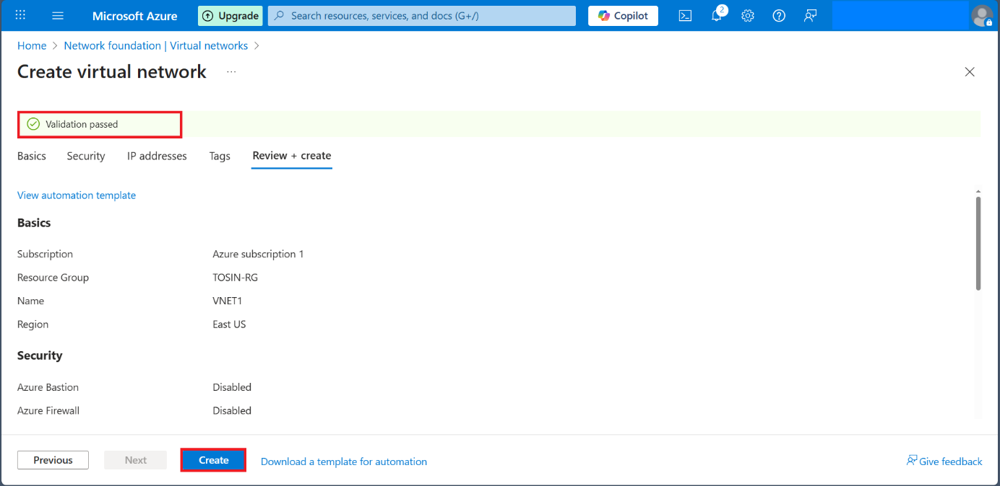 Microsoft Azure Upgrade Search resources, services, and docs (G+/) Copilot 2
Home > Network foundation | Virtual networks >
Create virtual network ...
Validation passed
Basics Security IP addresses Tags Review + create
View automation template
Basics
Subscription Azure subscription 1
Resource Group TOSIN-RG
Name VNET1
Region East US
Security
Azure Bastion Disabled
Azure Firewall Disabled
Previous Next Create Download a template for automation Give feedback